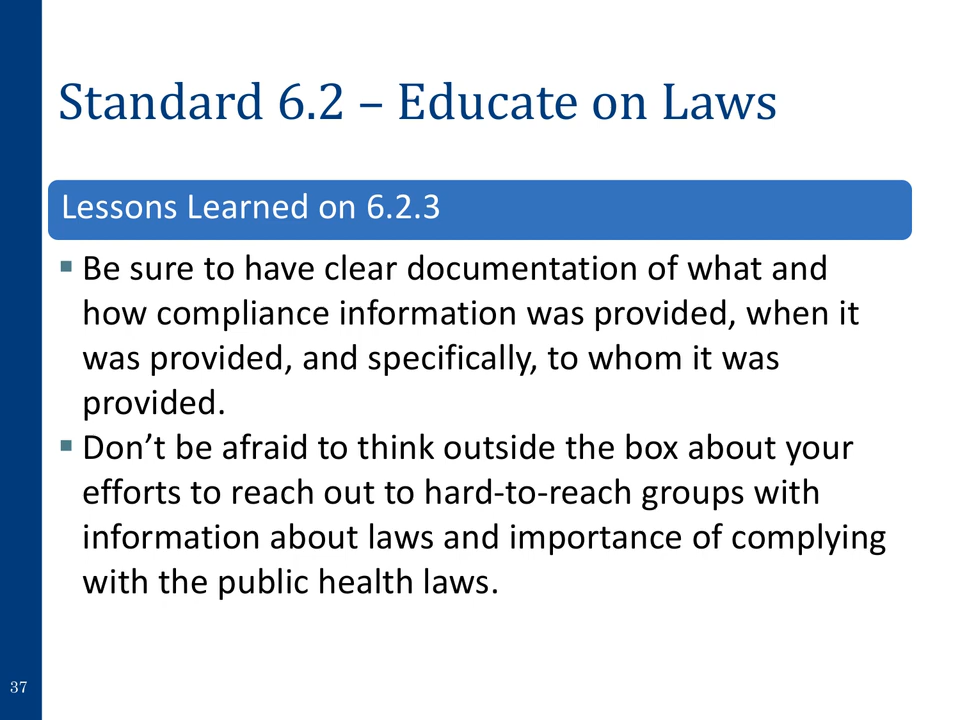 Standard 6.2 – Educate on Laws
Lessons Learned on 6.2.3
▪ Be sure to have clear documentation of what and
how compliance information was provided, when it
was provided, and specifically, to whom it was
provided.
▪ Don’t be afraid to think outside the box about your
efforts to reach out to hard-to-reach groups with
information about laws and importance of complying
with the public health laws.
37